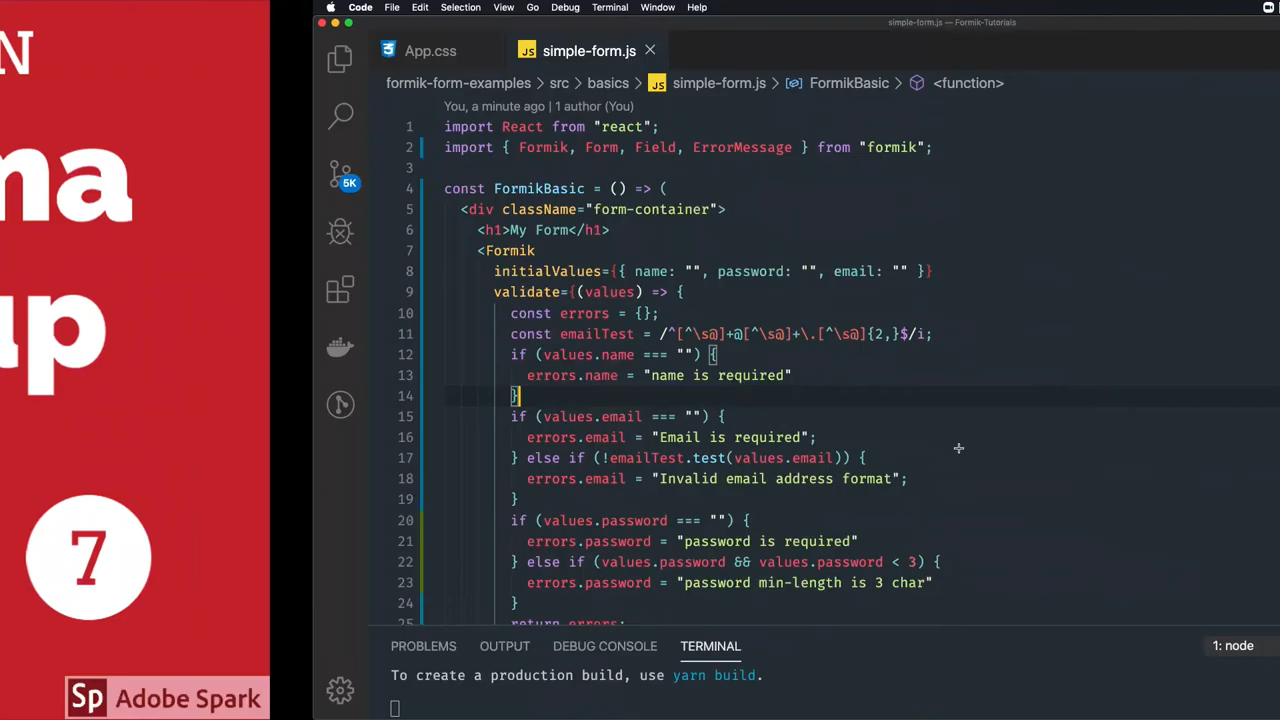 N
ma
up
7
Sp Adobe Spark
Code File Edit Selection View Go Debug Terminal Window Help
simple-form.js — Formik-Tutorials
App.css
JS simple-form.js
formik-form-examples > src > basics > JS simple-form.js > FormikBasic > <function>
You, a minute ago | 1 author (You)
1 import React from "react";
2 import { Formik, Form, Field, ErrorMessage } from "formik";
3
4 const FormikBasic = () => (
5 <div className="form-container">
6 <h1>My Form</h1>
7 <Formik
8 initialValues={{ name: "", password: "", email: "" }}
9 validate={(values) => {
10 const errors = {};
11 const emailTest = /^[^\s@]+@[^\s@]+\.[^\s@]{2,}$/i;
12 if (values.name === "") {
13 errors.name = "name is required"
14 }
15 if (values.email === "") {
16 errors.email = "Email is required";
17 } else if (!emailTest.test(values.email)) {
18 errors.email = "Invalid email address format";
19 }
20 if (values.password === "") {
21 errors.password = "password is required"
22 } else if (values.password && values.password < 3) {
23 errors.password = "password min-length is 3 char"
24 }
25 return errors;
5K
PROBLEMS OUTPUT DEBUG CONSOLE TERMINAL 1: node
To create a production build, use yarn build.